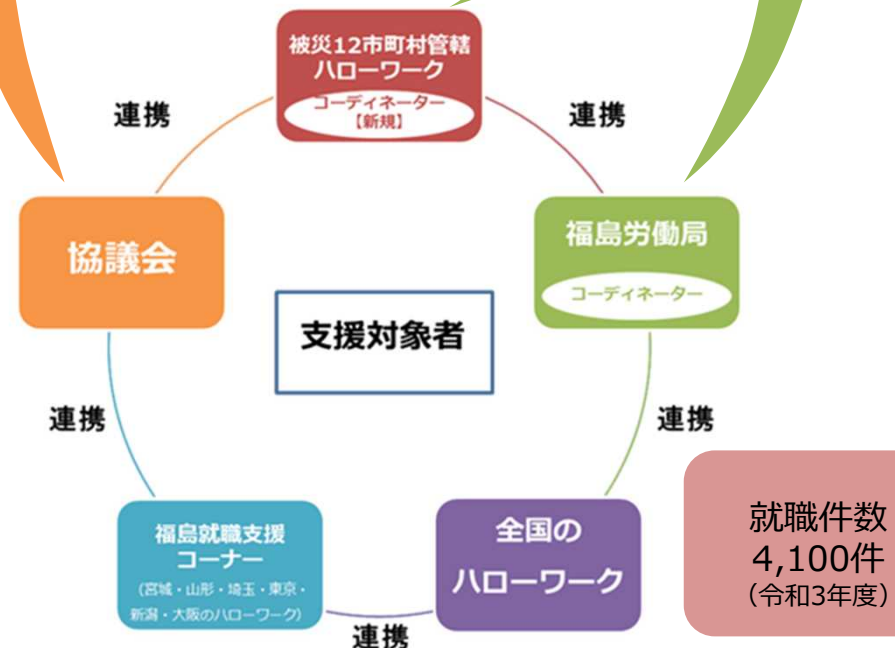 被災12市町村管轄
ハローワーク
コーディネーター
【新規】
連携
連携
協議会
福島労働局
コーディネーター
支援対象者
連携
連携
福島就職支援
コーナー
(宮城・山形・埼玉・東京・
新潟・大阪のハローワーク)
全国の
ハローワーク
就職件数
4,100件
(令和3年度)
連携